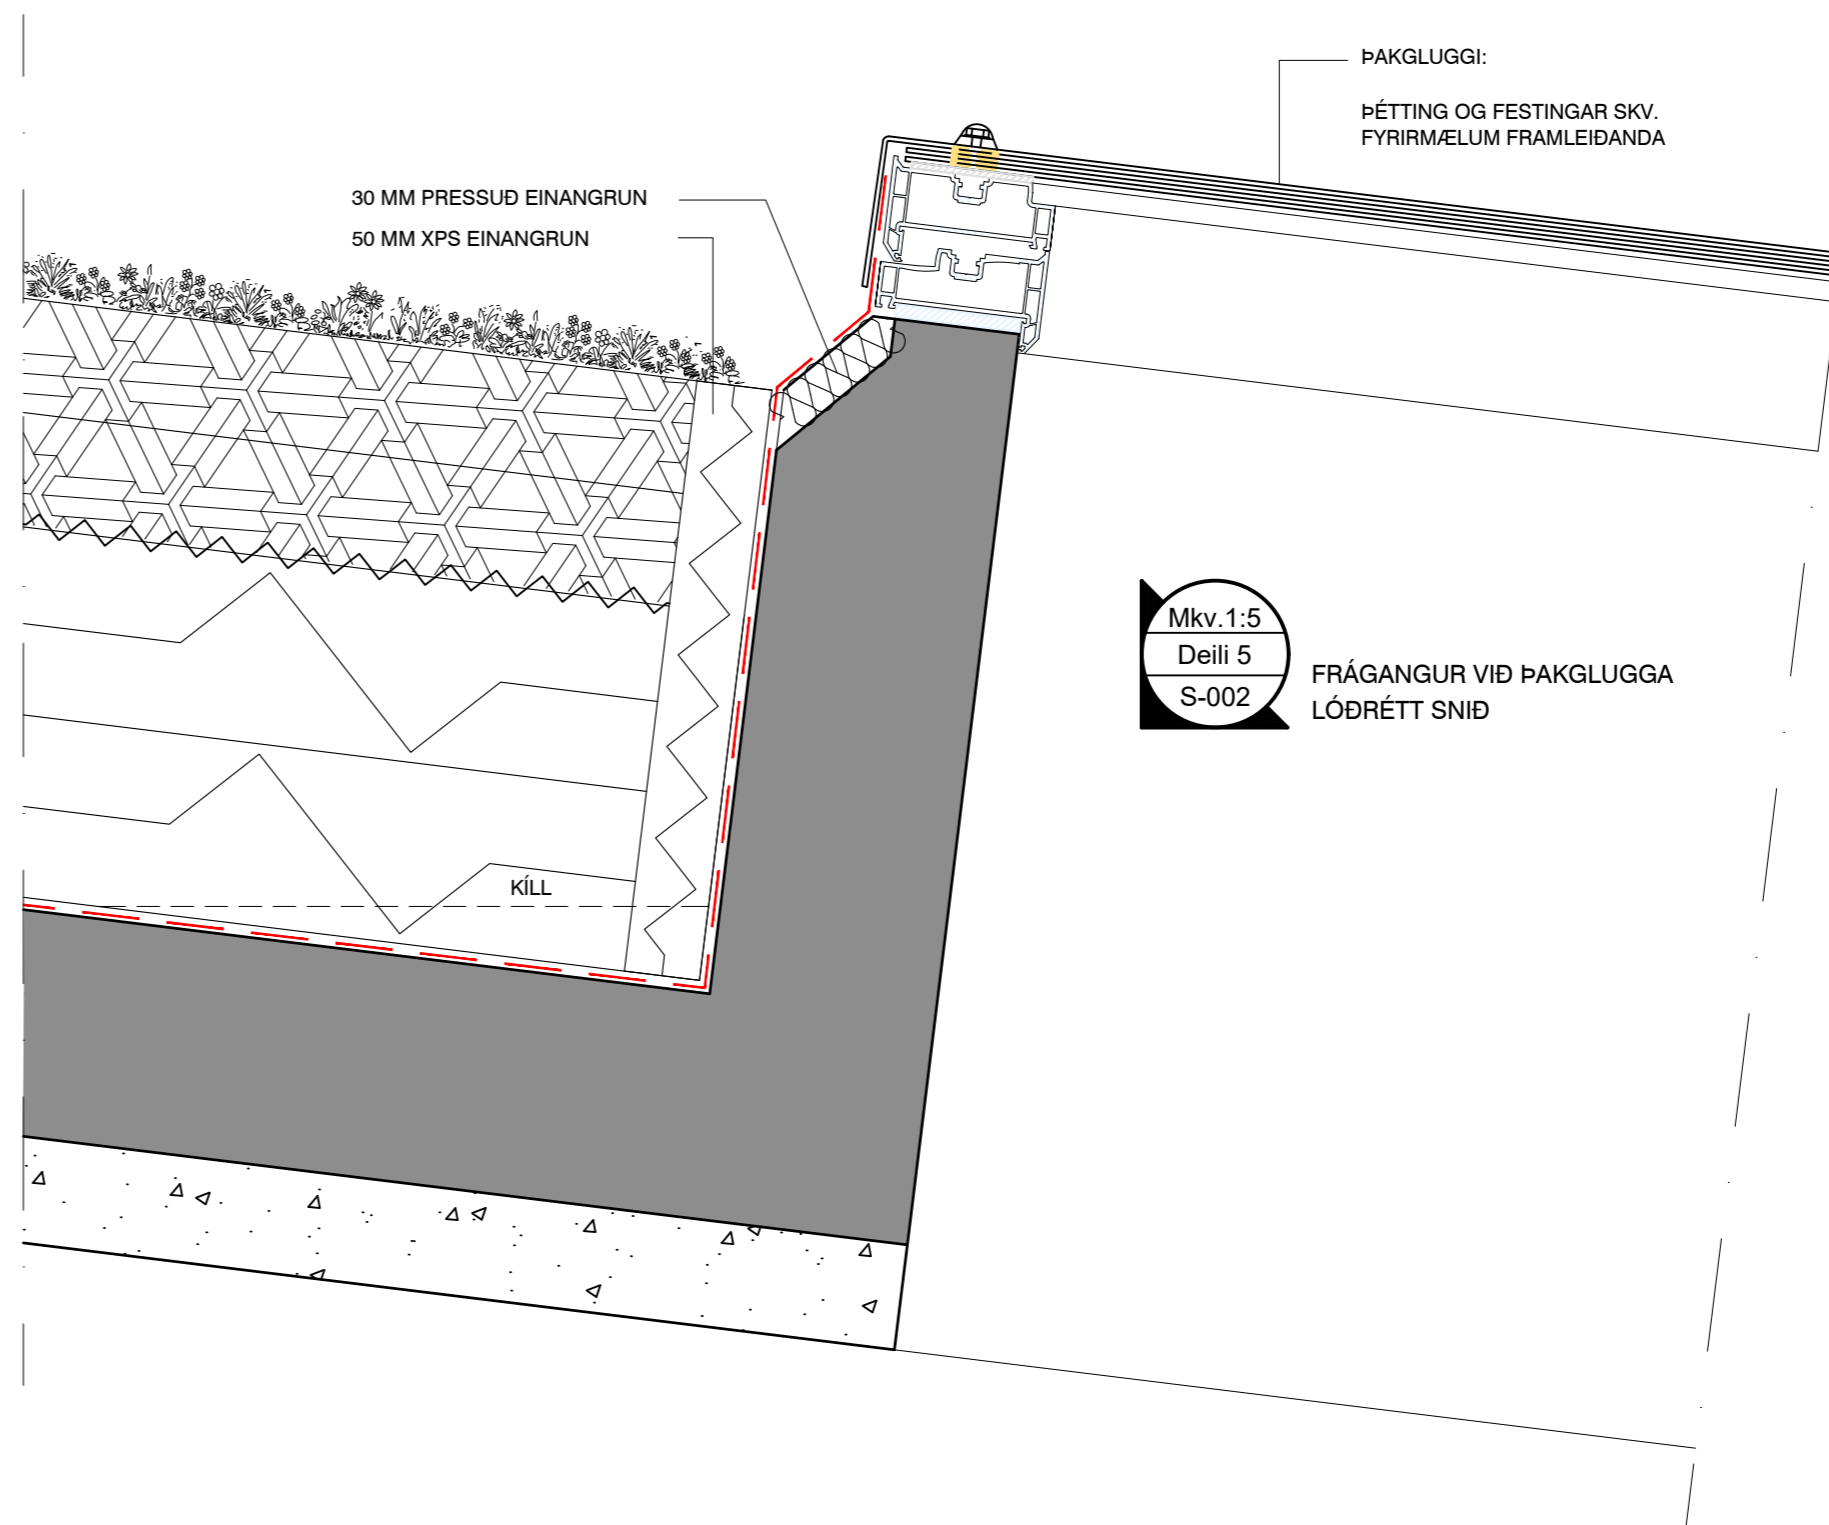 ÞAKGLUGGI:
ÞÉTTING OG FESTINGAR SKV.
FYRIRMÆLUM FRAMLEIÐANDA
30 MM PRESSUÐ EINANGRUN
50 MM XPS EINANGRUN
Mkv.1:5
Deili 5
S-002
FRÁGANGUR VIÐ ÞAKGLUGGA
LÓÐRÉTT SNIÐ
KÍLL